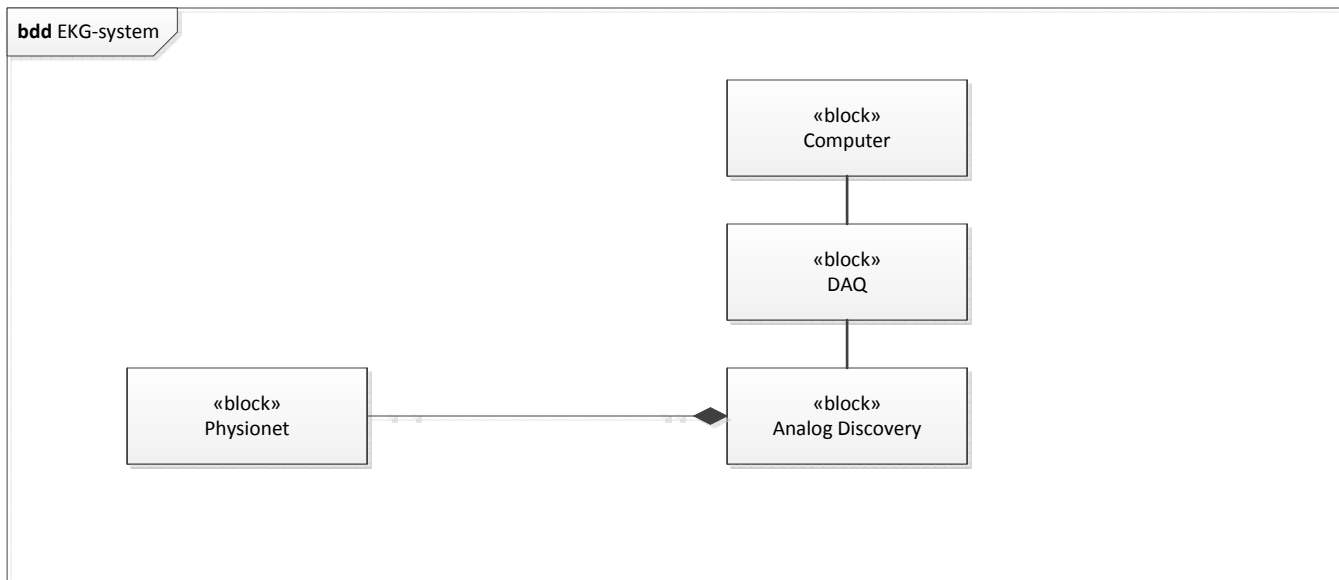 bdd EKG-system
«block»
Computer
«block»
DAQ
«block»
Physionet
«block»
Analog Discovery